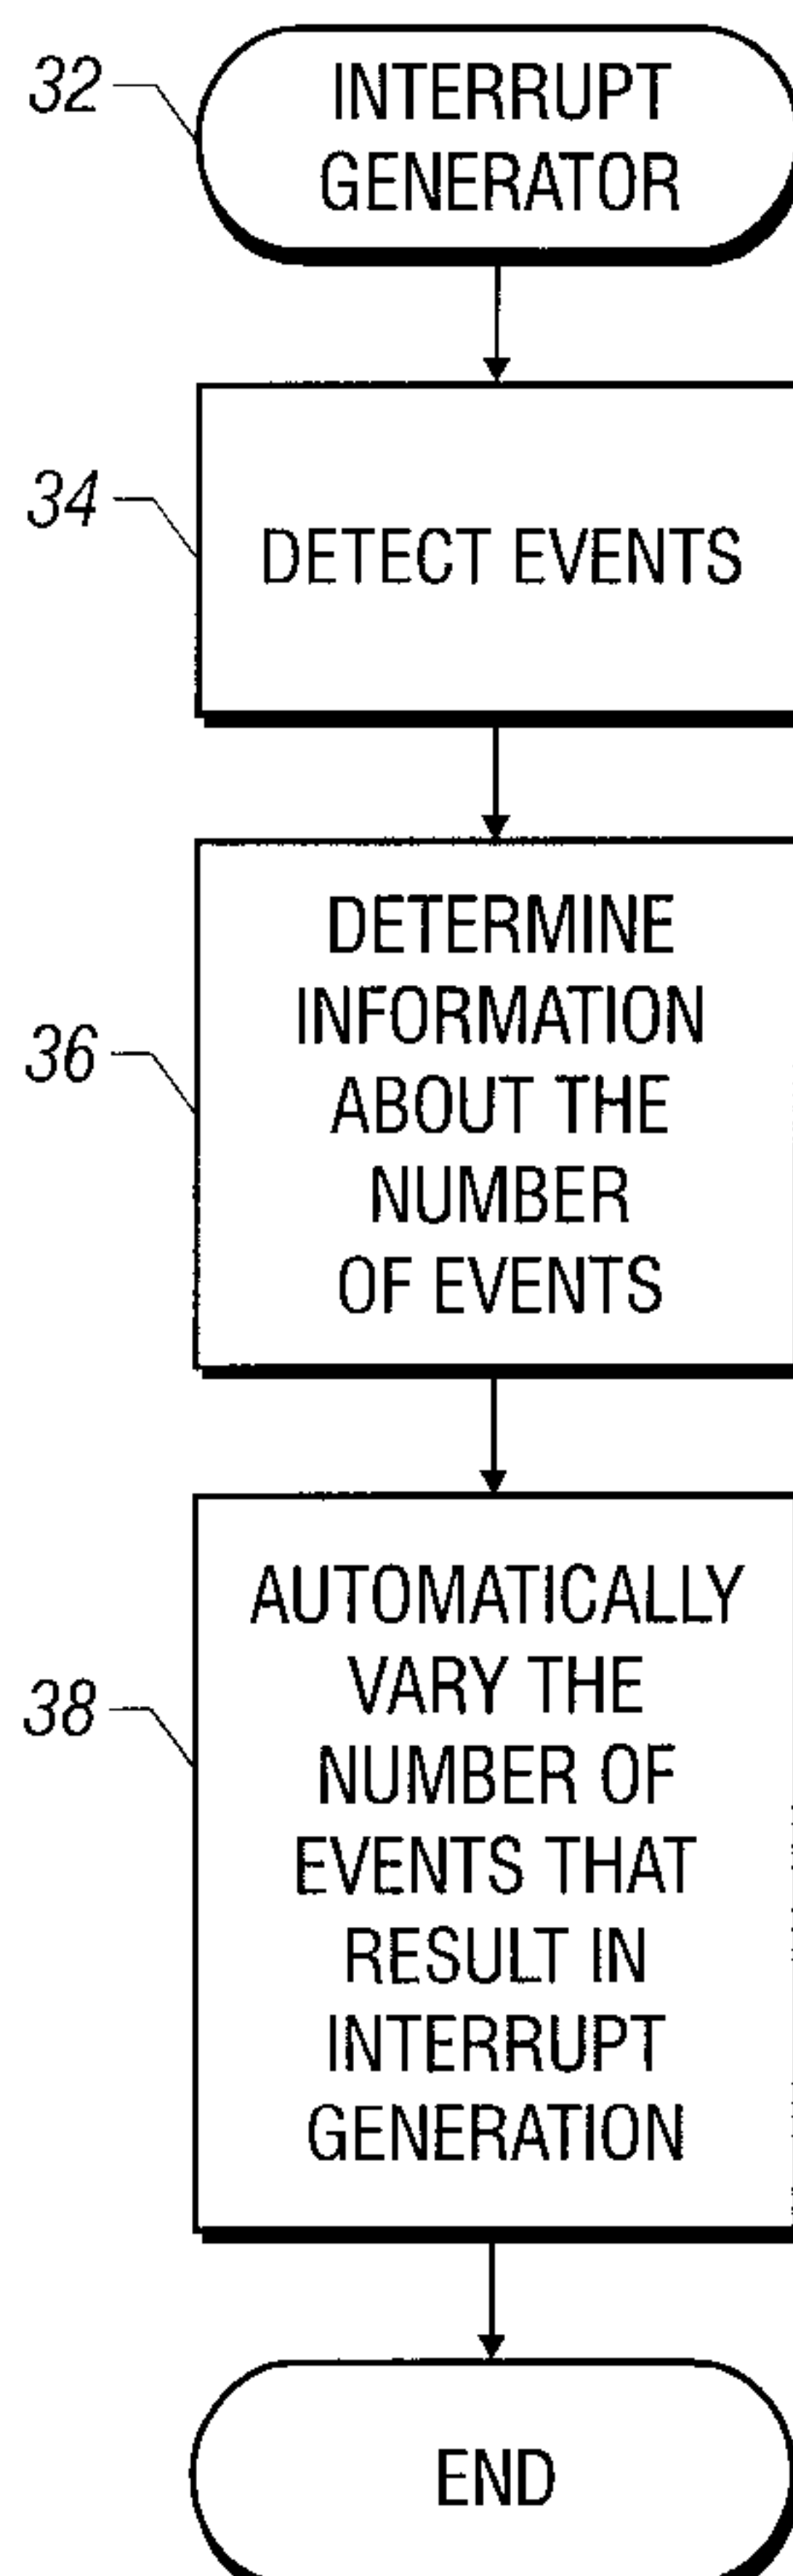 32
INTERRUPT
GENERATOR
34
DETECT EVENTS
36
DETERMINE
INFORMATION
ABOUT THE
NUMBER
OF EVENTS
38
AUTOMATICALLY
VARY THE
NUMBER OF
EVENTS THAT
RESULT IN
INTERRUPT
GENERATION
END